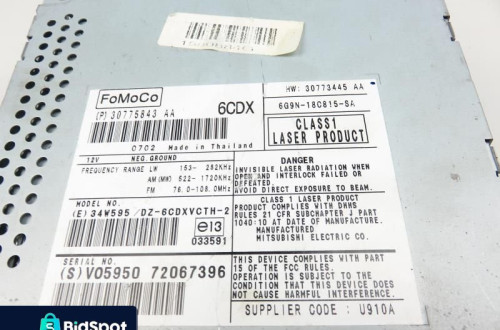 FoMoCo
6CDX
(P) 30775843 AA
HW: 30773445 AA
6G9N-18C815-SA
0702 Made in Thailand
CLASS1
LASER PRODUCT
12V NEG. GROUND
FREQUENCY RANGE LW 153- 282KHz
AM(MW) 522- 1720KHz
FM 76.0-108.0MHz
MODEL NO.
(E) 34W595 / DZ-6CDXVCTH-2
e13
033591
SERIAL NO.
(S) VO5950 72067396
DANGER
INVISIBLE LASER RADIATION WHEN
OPEN AND INTERLOCK FAILED OR
DEFEATED.
AVOID DIRECT EXPOSURE TO BEAM.
CLASS 1 LASER PRODUCT
PRODUCT COMPLIES WITH DHHS
RULES 21 CFR SUBCHAPTER J PART
1040:10 AT DATE OF MANUFACTURE
MANUFACTURED
MITSUBISHI ELECTRIC CO.
THIS DEVICE COMPLIES WITH PART
15 OF THE FCC RULES.
OPERATION IS SUBJECT TO THE
CONDITION THAT THIS DEVICE DOES
NOT CAUSE HARMFUL INTERFERENCE
SUPPLIER CODE : U910A
BidSpot